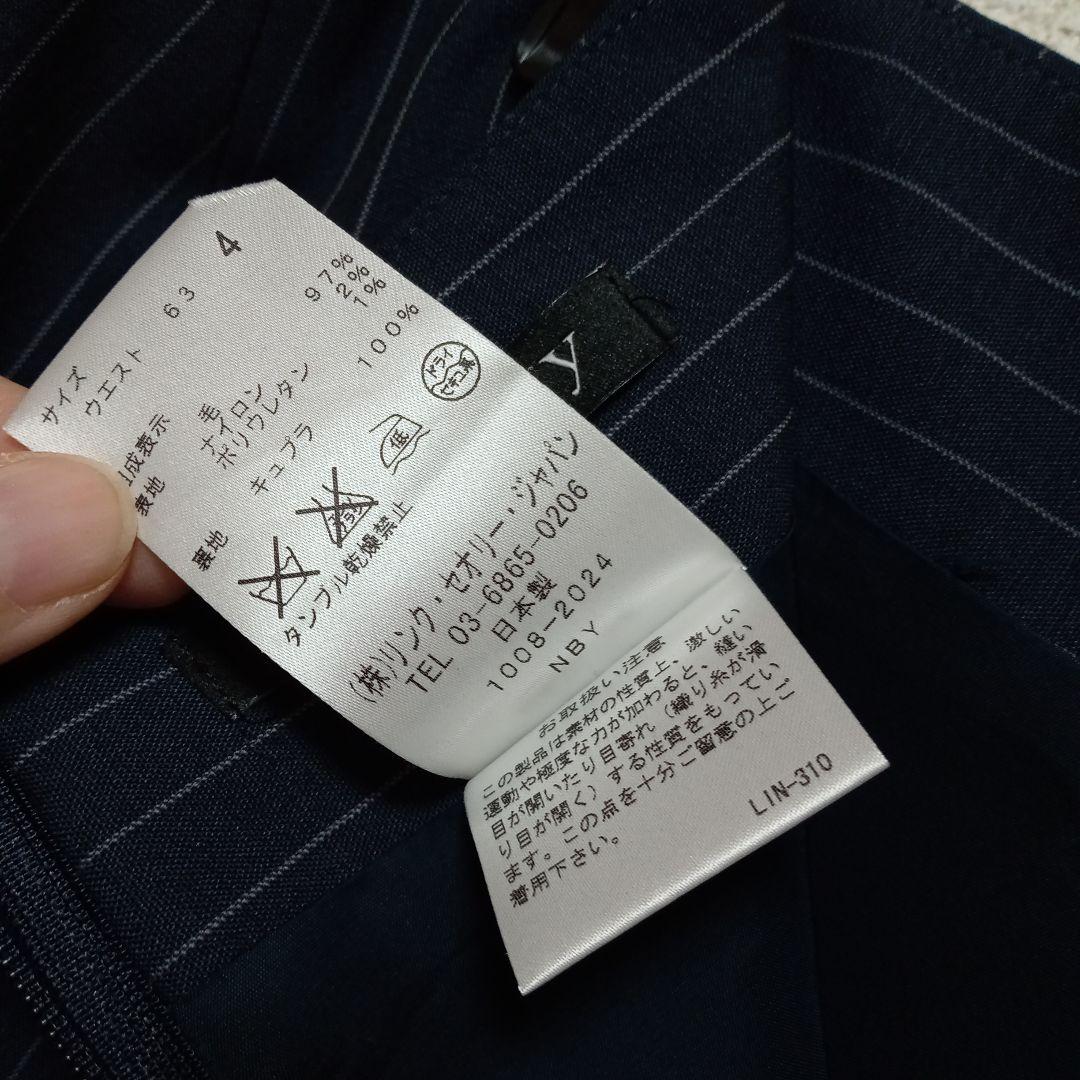 サイズ 4
ウエスト 63
成表示
表地 毛 97%
ナイロン 2%
ポリウレタン 1%
裏地 キュプラ 100%
ドライ
セキユ系
低
タンブル乾燥禁止
(株)リンク・セオリー・ジャパン
TEL 03-6865-0206
日本製
1008-2024
NBY
お取扱い注意
この製品は素材の性質上、激しい
運動や極度な力が加わると、縫い
目が開いたり目寄れ(織り糸が滑
り目が開く)する性質をもってい
ます。この点を十分ご留意の上ご
着用下さい。
LIN-310
y